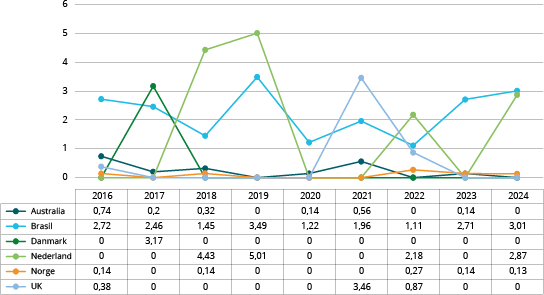 6
5
4
3
2
1
0
2016 2017 2018 2019 2020 2021 2022 2023 2024
Australia 0,74 0,2 0,32 0 0,14 0,56 0 0,14 0
Brasil 2,72 2,46 1,45 3,49 1,22 1,96 1,11 2,71 3,01
Danmark 0 3,17 0 0 0 0 0 0 0
Nederland 0 0 4,43 5,01 0 0 2,18 0 2,87
Norge 0,14 0 0,14 0 0 0 0,27 0,14 0,13
UK 0,38 0 0 0 0 3,46 0,87 0 0